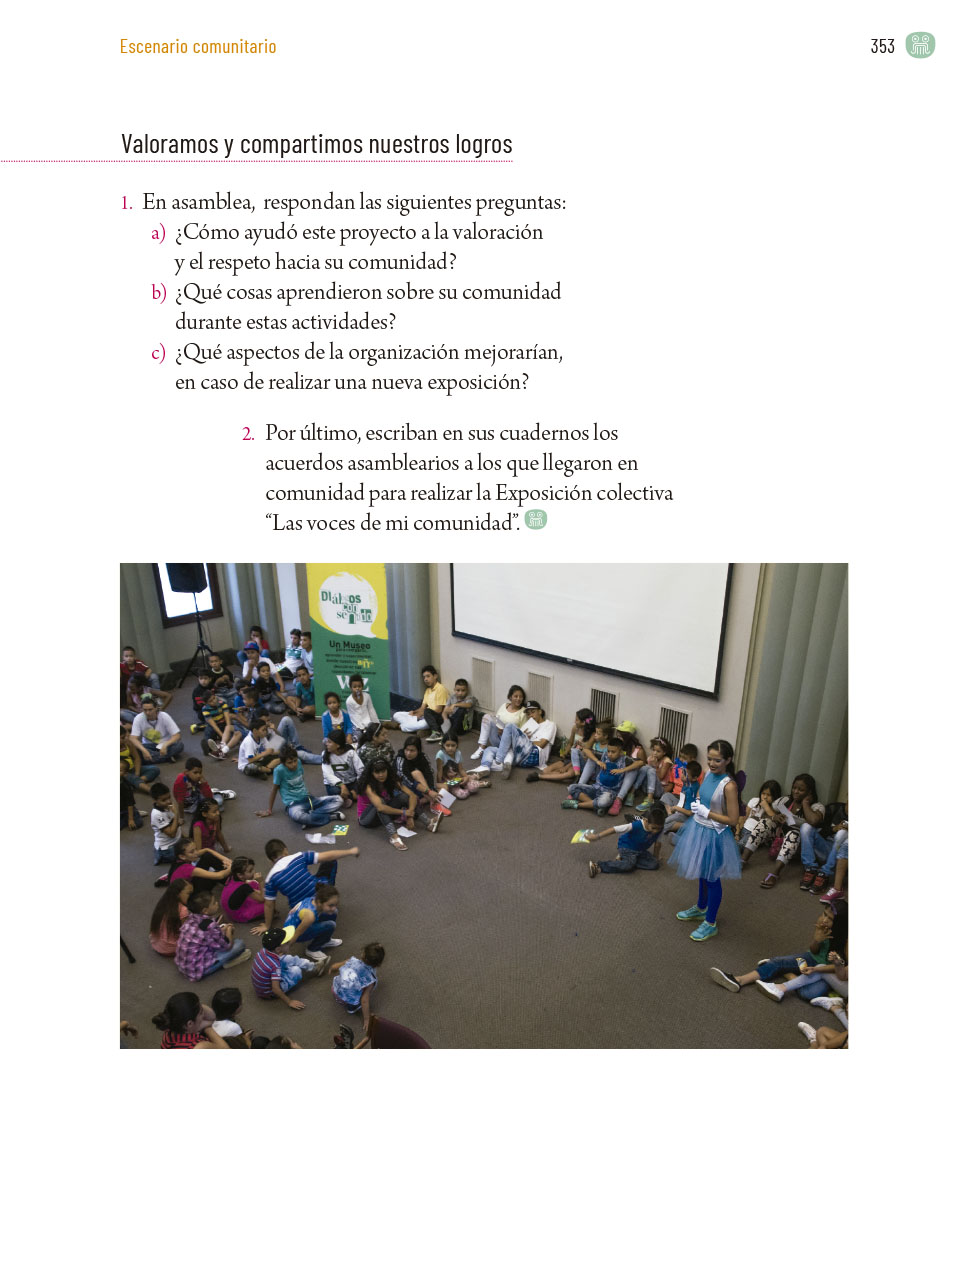 Escenario comunitario
353
Valoramos y compartimos nuestros logros
1. En asamblea, respondan las siguientes preguntas:
a) ¿Cómo ayudó este proyecto a la valoración
y el respeto hacia su comunidad?
b) ¿Qué cosas aprendieron sobre su comunidad
durante estas actividades?
c) ¿Qué aspectos de la organización mejorarían,
en caso de realizar una nueva exposición?
2. Por último, escriban en sus cuadernos los
acuerdos asamblearios a los que llegaron en
comunidad para realizar la Exposición colectiva
“Las voces de mi comunidad”.
Diálogos
con
sentido
Un Museo